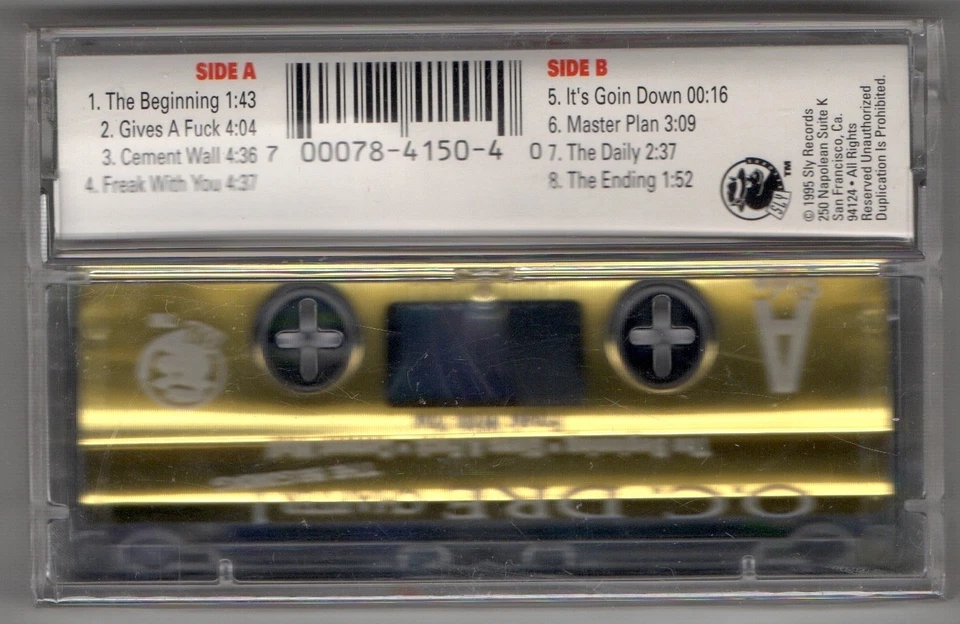 SIDE A
1. The Beginning 1:43
2. Gives A Fuck 4:04
3. Cement Wall 4:36
4. Freak With You 4:37
7 00078-4150-4 0
SIDE B
5. It's Goin Down 00:16
6. Master Plan 3:09
7. The Daily 2:37
8. The Ending 1:52
SLY
TM
© 1995 Sly Records
250 Napolean Suite K
San Francisco, Ca.
94124 • All Rights
Reserved Unauthorized
Duplication Is Prohibited.
A